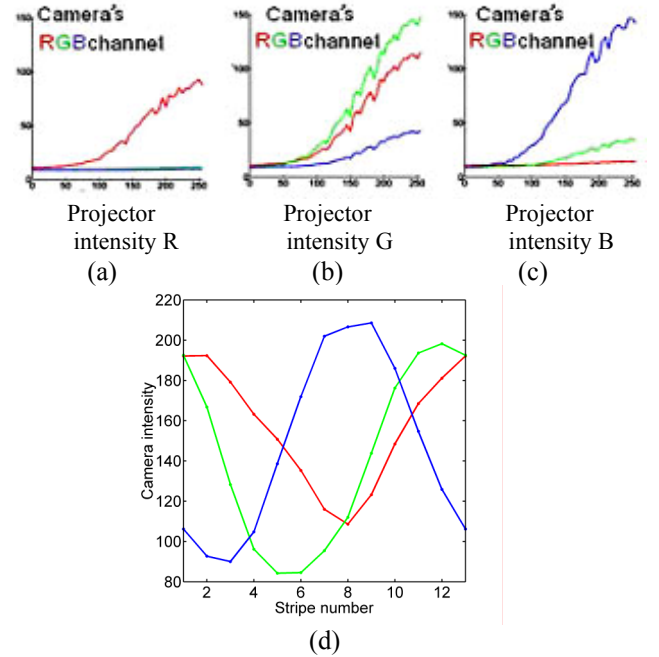 Camera's
RGBchannel
150
100
50
0
0 50 100 150 200 250
Projector
intensity R
(a)
Camera's
RGBchannel
150
100
50
0
0 50 100 150 200 250
Projector
intensity G
(b)
Camera's
RGBchannel
150
100
50
0
0 50 100 150 200 250
Projector
intensity B
(c)
220
200
180
160
140
120
100
80
Camera intensity
2 4 6 8 10 12
Stripe number
(d)